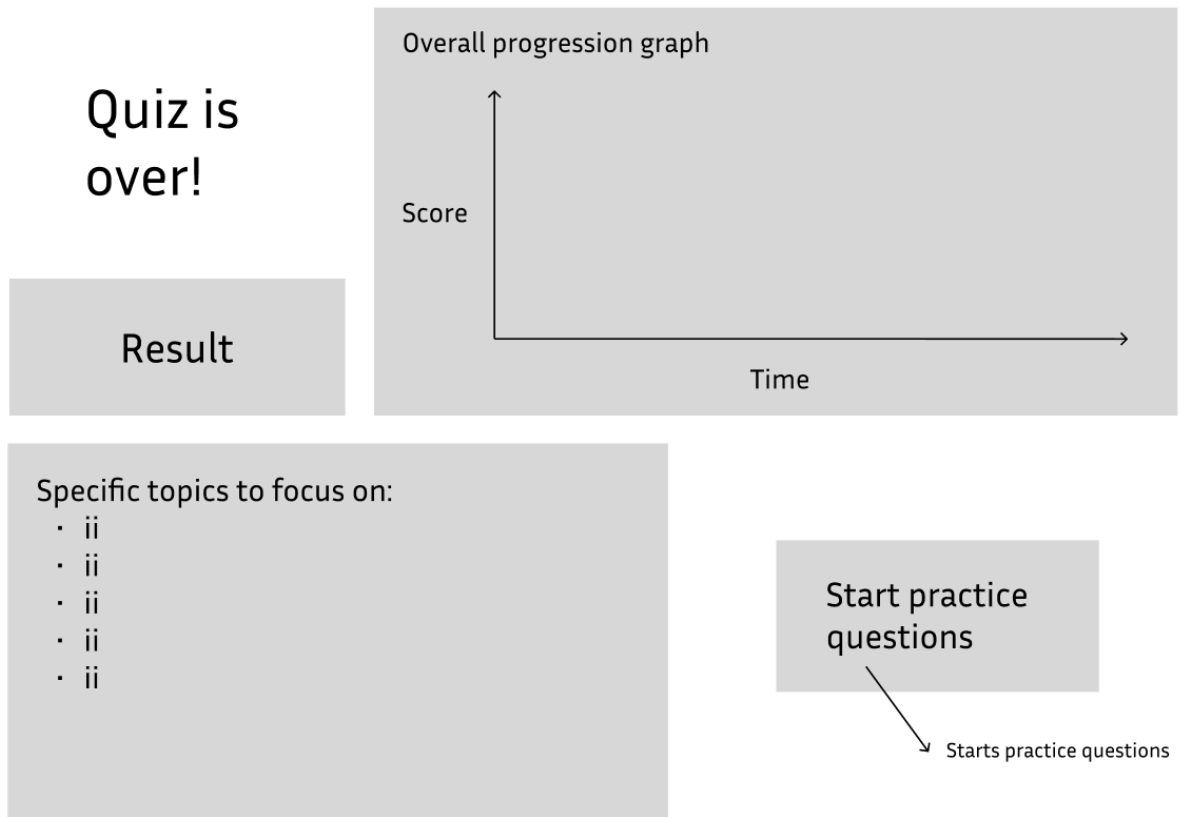 Quiz is
over!
Overall progression graph
Score
Time
Result
Specific topics to focus on:
· ii
· ii
· ii
· ii
· ii
Start practice
questions
Starts practice questions